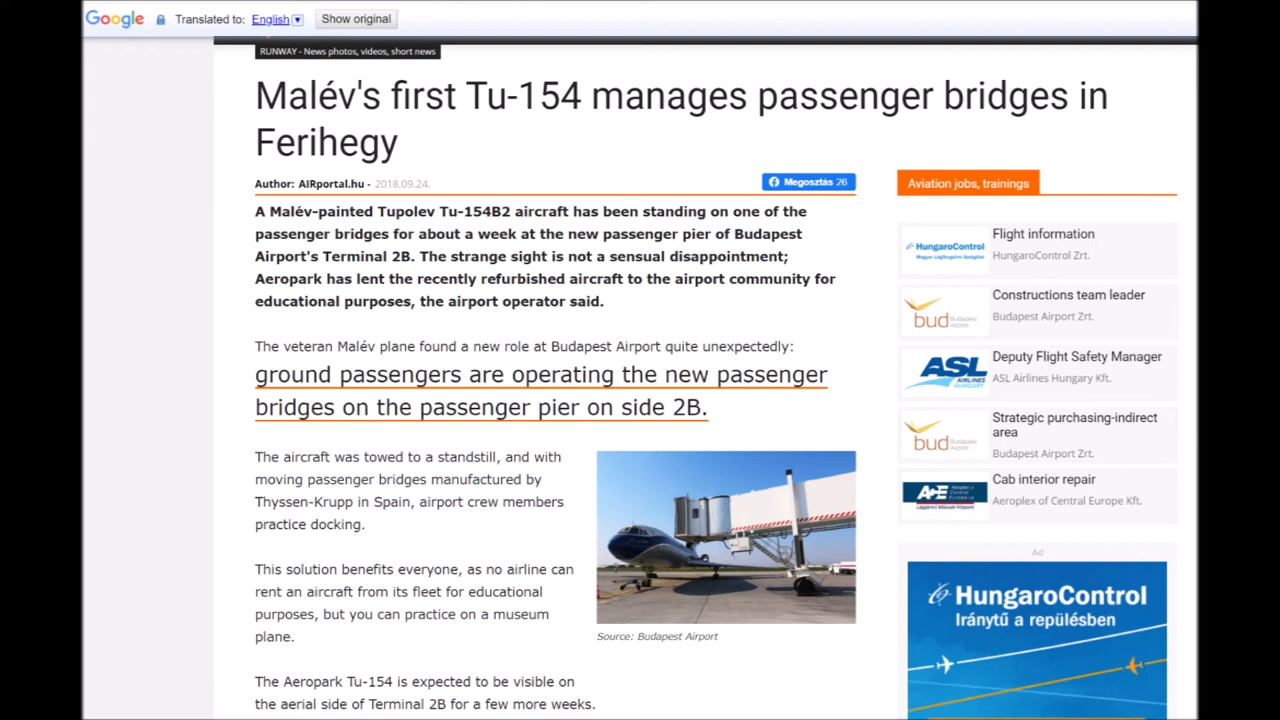 Google Translated to: English Show original
RUNWAY - News photos, videos, short news
Malév's first Tu-154 manages passenger bridges in
Ferihegy
Author: AIRportal.hu - 2018.09.24.
Megosztás 26
A Malév-painted Tupolev Tu-154B2 aircraft has been standing on one of the
passenger bridges for about a week at the new passenger pier of Budapest
Airport's Terminal 2B. The strange sight is not a sensual disappointment;
Aeropark has lent the recently refurbished aircraft to the airport community for
educational purposes, the airport operator said.
The veteran Malév plane found a new role at Budapest Airport quite unexpectedly:
ground passengers are operating the new passenger
bridges on the passenger pier on side 2B.
The aircraft was towed to a standstill, and with
moving passenger bridges manufactured by
Thyssen-Krupp in Spain, airport crew members
practice docking.
This solution benefits everyone, as no airline can
rent an aircraft from its fleet for educational
purposes, but you can practice on a museum
plane.
Source: Budapest Airport
The Aeropark Tu-154 is expected to be visible on
the aerial side of Terminal 2B for a few more weeks.
Aviation jobs, trainings
HungaroControl
Magyar Légiforgalmi Szolgálat
Flight information
HungaroControl Zrt.
bud Budapest Airport
Constructions team leader
Budapest Airport Zrt.
ASL
AIRLINES
HUNGARY
Deputy Flight Safety Manager
ASL Airlines Hungary Kft.
bud Budapest Airport
Strategic purchasing-indirect
area
Budapest Airport Zrt.
Cab interior repair
Aeroplex of Central Europe Kft.
Ad
HungaroControl
Iránytű a repülésben